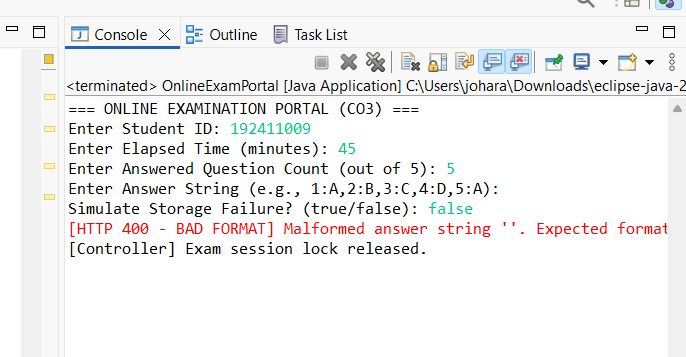 Console
Outline
Task List
<terminated> OnlineExamPortal [Java Application] C:\Users\johara\Downloads\eclipse-java-2
=== ONLINE EXAMINATION PORTAL (CO3) ===
Enter Student ID: 192411009
Enter Elapsed Time (minutes): 45
Enter Answered Question Count (out of 5): 5
Enter Answer String (e.g., 1:A,2:B,3:C,4:D,5:A):
Simulate Storage Failure? (true/false): false
[HTTP 400 - BAD FORMAT] Malformed answer string ''. Expected format
[Controller] Exam session lock released.